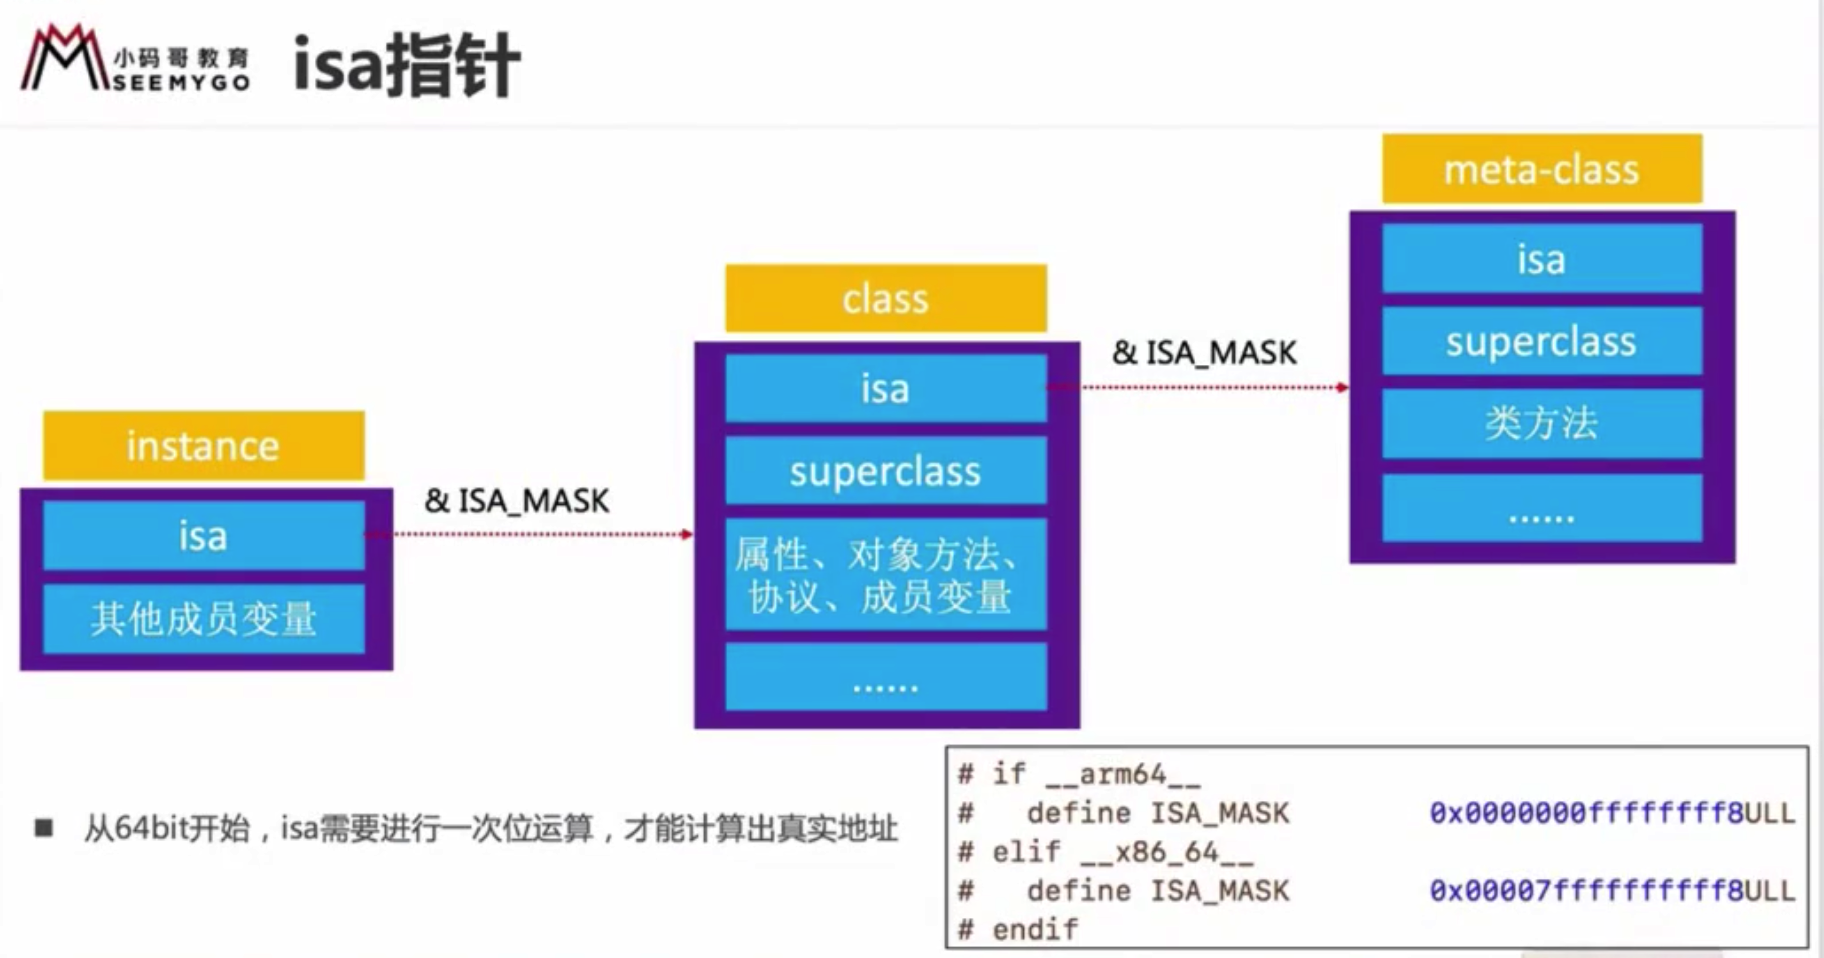 小码哥教育
SEEMYGO
isa指针
instance
isa
其他成员变量
& ISA_MASK
class
isa
superclass
属性、对象方法、
协议、成员变量
......
& ISA_MASK
meta-class
isa
superclass
类方法
......
■ 从64bit开始，isa需要进行一次位运算，才能计算出真实地址
# if __arm64__
#   define ISA_MASK        0x0000000ffffffff8ULL
# elif __x86_64__
#   define ISA_MASK        0x00007ffffffffff8ULL
# endif